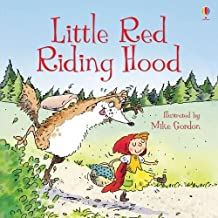 Little Red
Riding Hood
Illustrated by
Mike Gordon